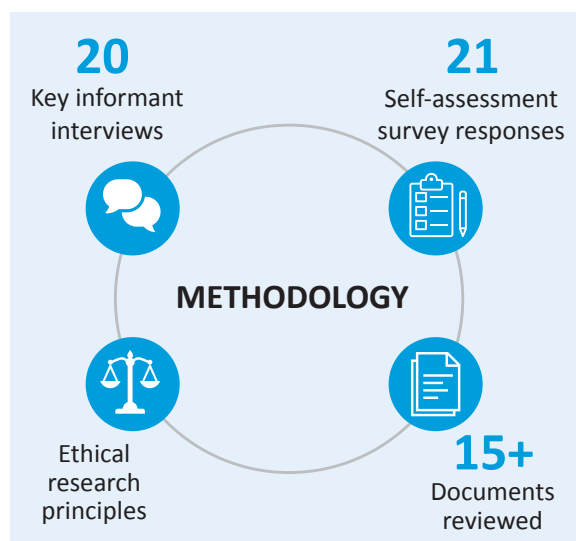 20
Key informant
interviews
21
Self-assessment
survey responses
METHODOLOGY
Ethical
research
principles
15+
Documents
reviewed